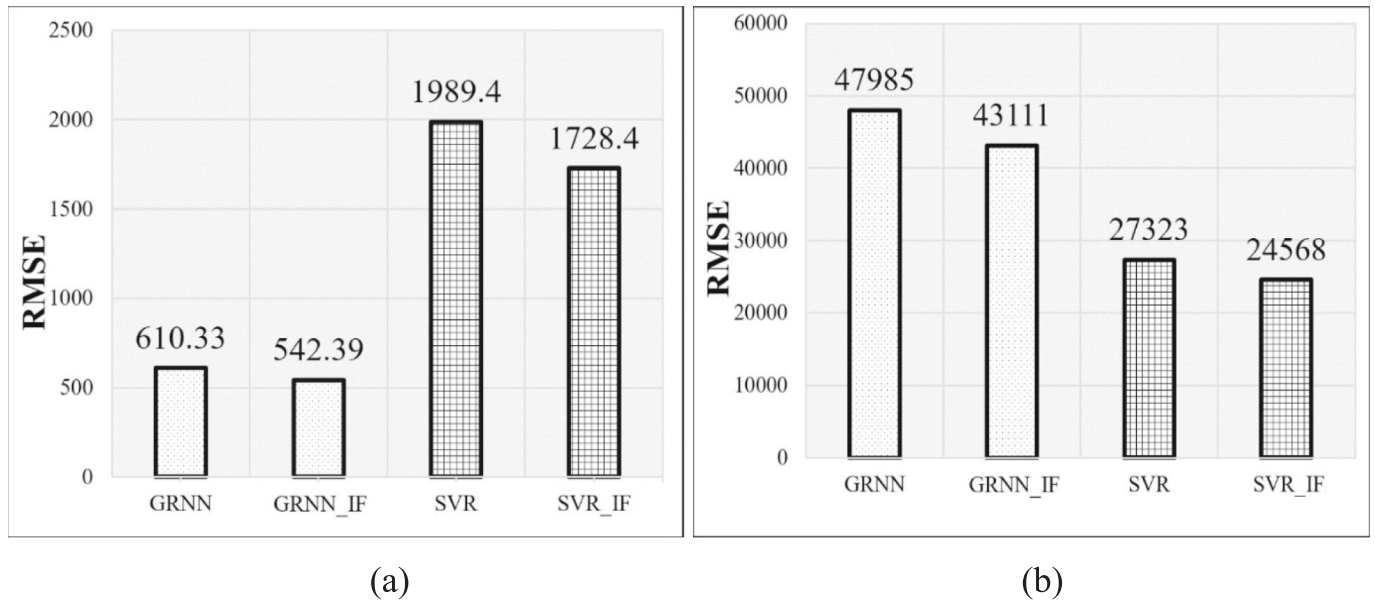 2500
2000
1500
1000
500
0
RMSE
610.33
542.39
1989.4
1728.4
GRNN
GRNN_IF
SVR
SVR_IF
(a)
60000
50000
40000
30000
20000
10000
0
RMSE
47985
43111
27323
24568
GRNN
GRNN_IF
SVR
SVR_IF
(b)